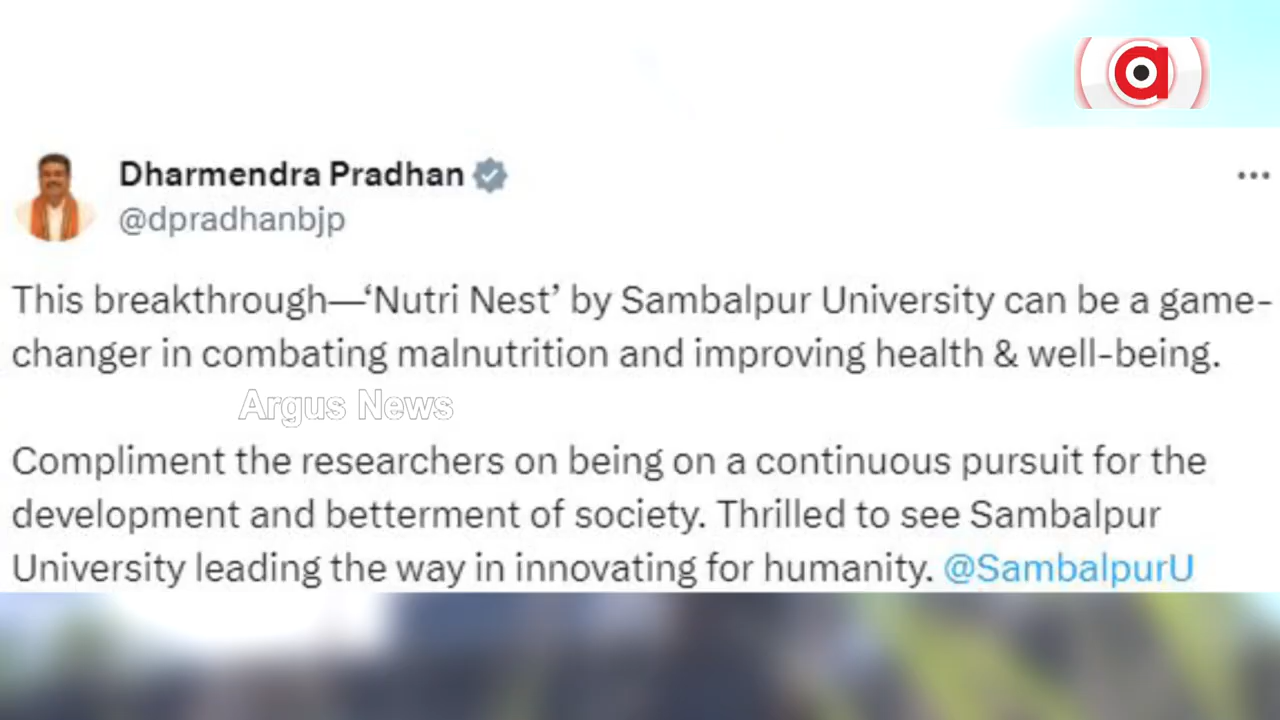 Dharmendra Pradhan
@dpradhanbjp
This breakthrough—‘Nutri Nest’ by Sambalpur University can be a game-
changer in combating malnutrition and improving health & well-being.
Argus News
Compliment the researchers on being on a continuous pursuit for the
development and betterment of society. Thrilled to see Sambalpur
University leading the way in innovating for humanity. @SambalpurU